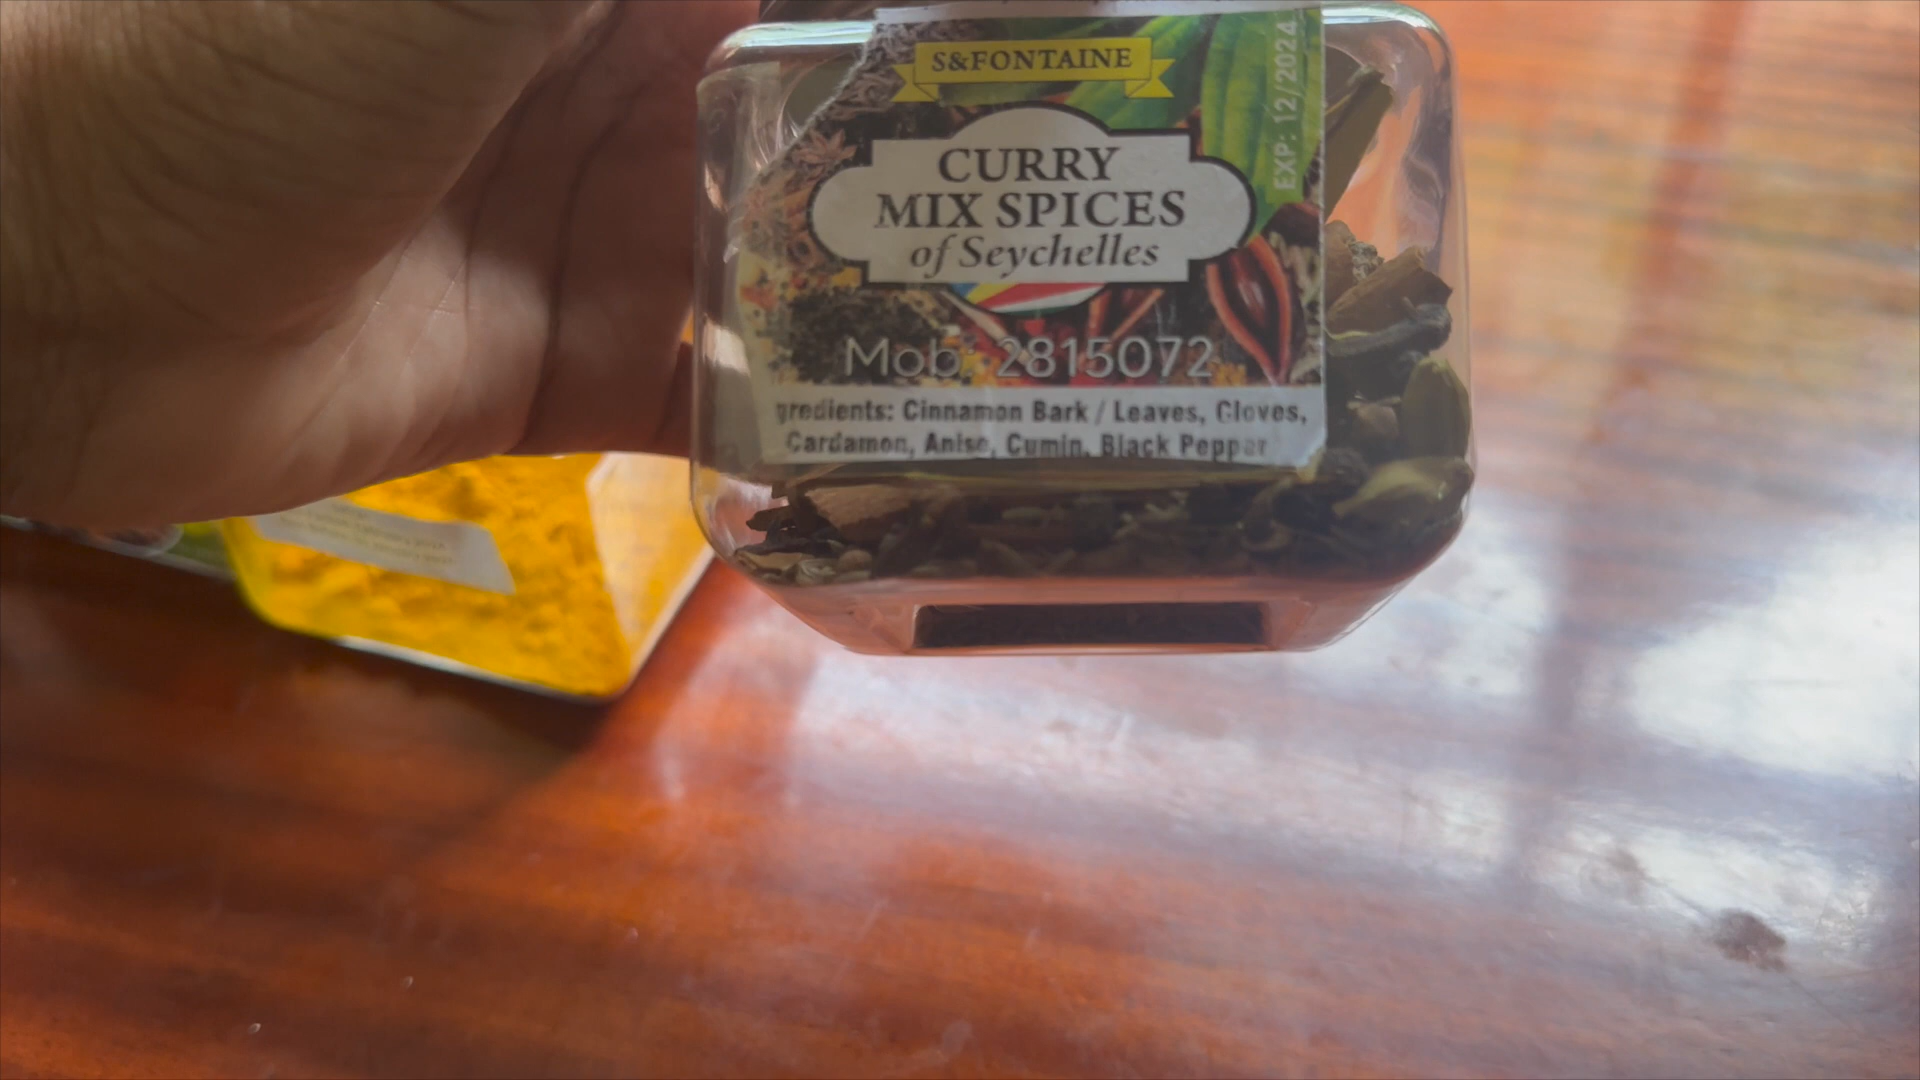 S&FONTAINE
CURRY
MIX SPICES
of Seychelles
EXP: 12/2024
Mob: 2815072
gredients: Cinnamon Bark / Leaves, Cloves,
Cardamon, Anise, Cumin, Black Pepper